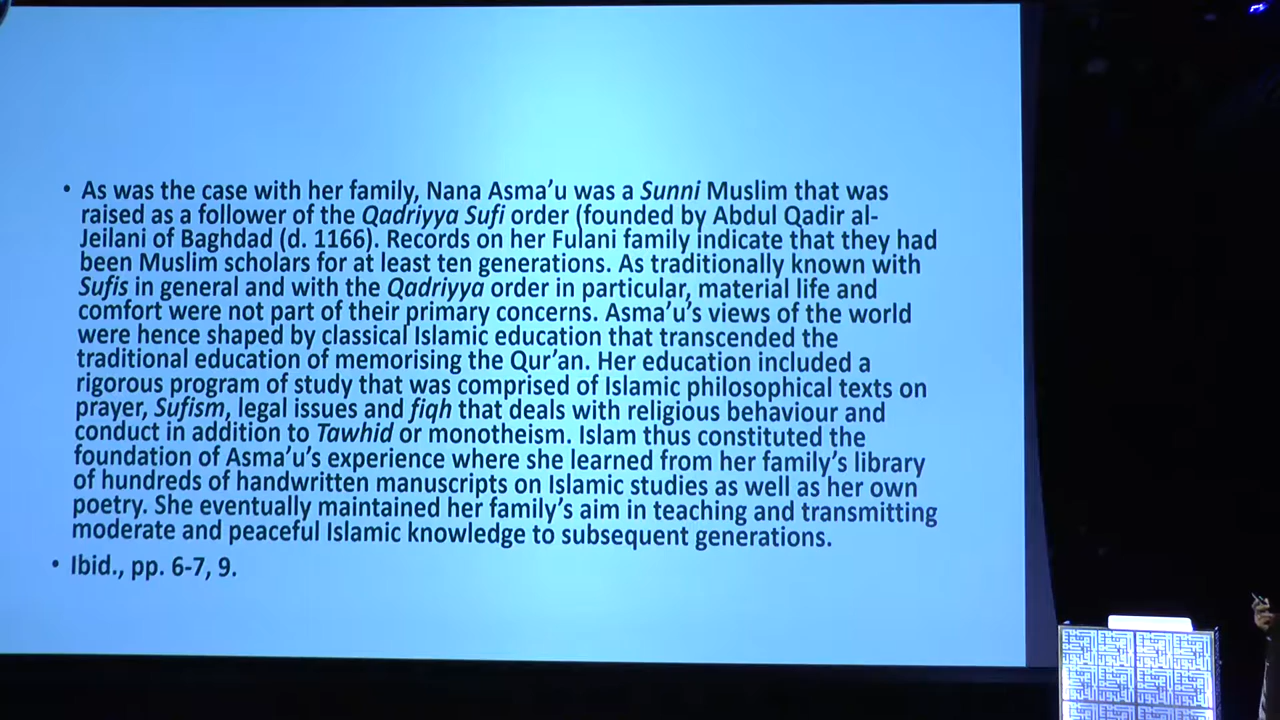 • As was the case with her family, Nana Asma’u was a Sunni Muslim that was
raised as a follower of the Qadriyya Sufi order (founded by Abdul Qadir al-
Jeilani of Baghdad (d. 1166). Records on her Fulani family indicate that they had
been Muslim scholars for at least ten generations. As traditionally known with
Sufis in general and with the Qadriyya order in particular, material life and
comfort were not part of their primary concerns. Asma’u’s views of the world
were hence shaped by classical Islamic education that transcended the
traditional education of memorising the Qur’an. Her education included a
rigorous program of study that was comprised of Islamic philosophical texts on
prayer, Sufism, legal issues and fiqh that deals with religious behaviour and
conduct in addition to Tawhid or monotheism. Islam thus constituted the
foundation of Asma’u’s experience where she learned from her family’s library
of hundreds of handwritten manuscripts on Islamic studies as well as her own
poetry. She eventually maintained her family’s aim in teaching and transmitting
moderate and peaceful Islamic knowledge to subsequent generations.
• Ibid., pp. 6-7, 9.